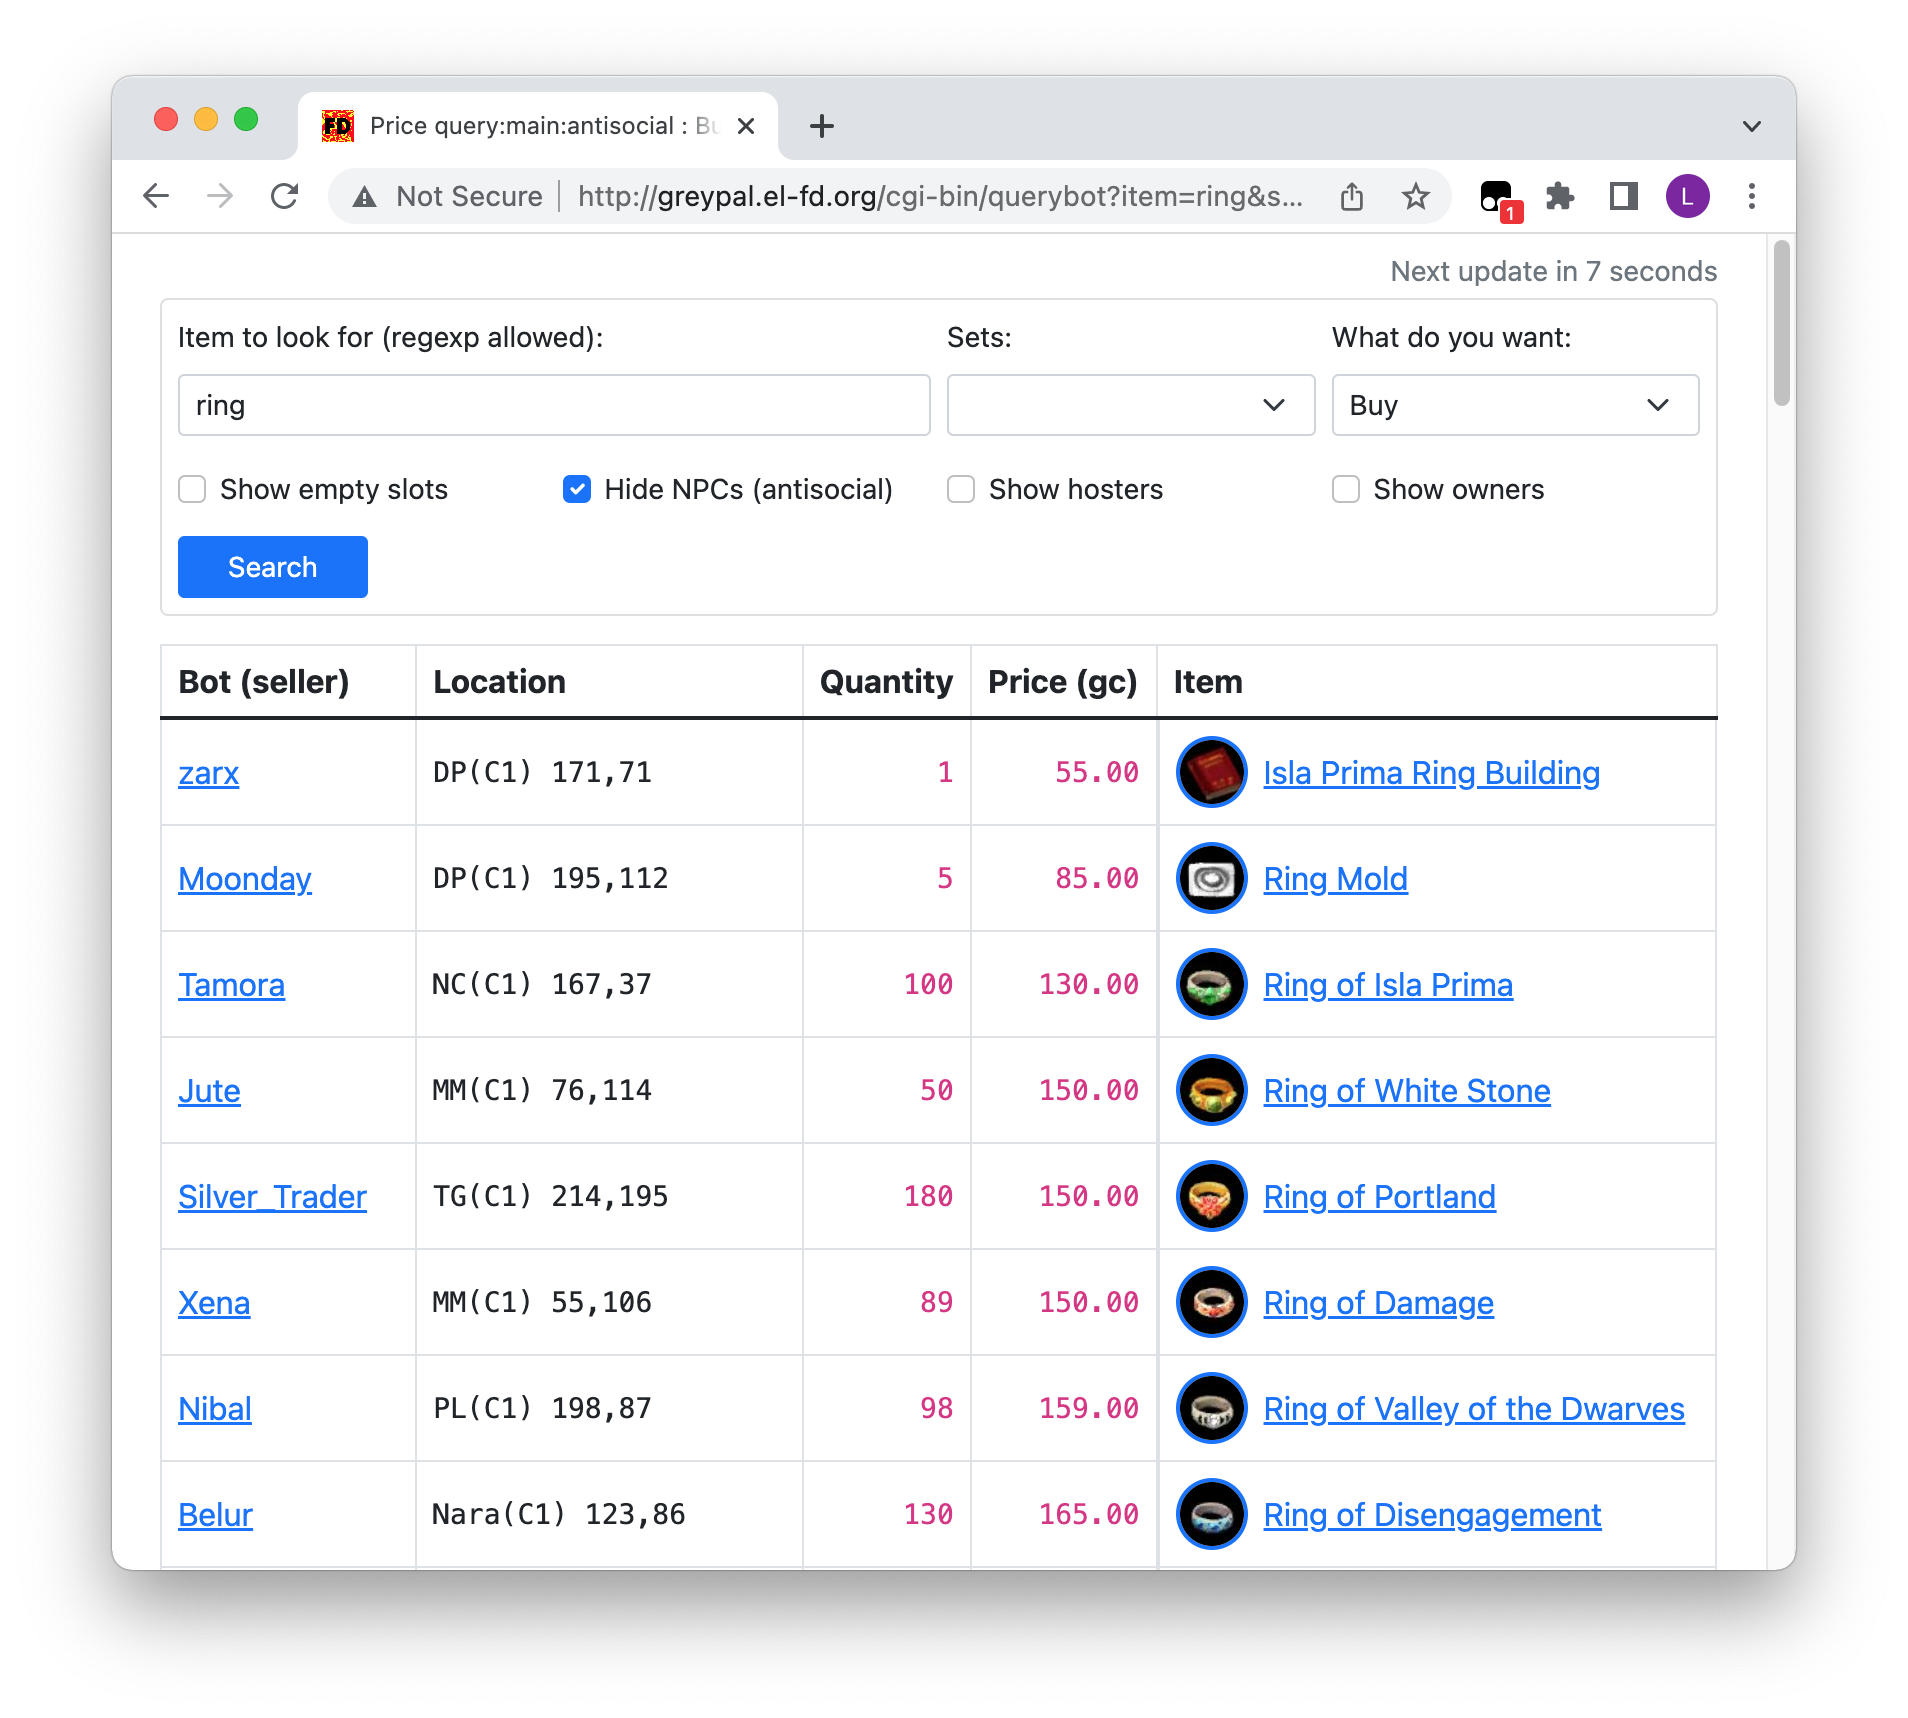 FD Price query:main:antisocial : Bu
Not Secure http://greypal.el-fd.org/cgi-bin/querybot?item=ring&s... 1 L
Next update in 7 seconds
Item to look for (regexp allowed): Sets: What do you want:
ring Buy
Show empty slots Hide NPCs (antisocial) Show hosters Show owners
Search
Bot (seller) Location Quantity Price (gc) Item
zarx DP(C1) 171,71 1 55.00 Isla Prima Ring Building
Moonday DP(C1) 195,112 5 85.00 Ring Mold
Tamora NC(C1) 167,37 100 130.00 Ring of Isla Prima
Jute MM(C1) 76,114 50 150.00 Ring of White Stone
Silver_Trader TG(C1) 214,195 180 150.00 Ring of Portland
Xena MM(C1) 55,106 89 150.00 Ring of Damage
Nibal PL(C1) 198,87 98 159.00 Ring of Valley of the Dwarves
Belur Nara(C1) 123,86 130 165.00 Ring of Disengagement